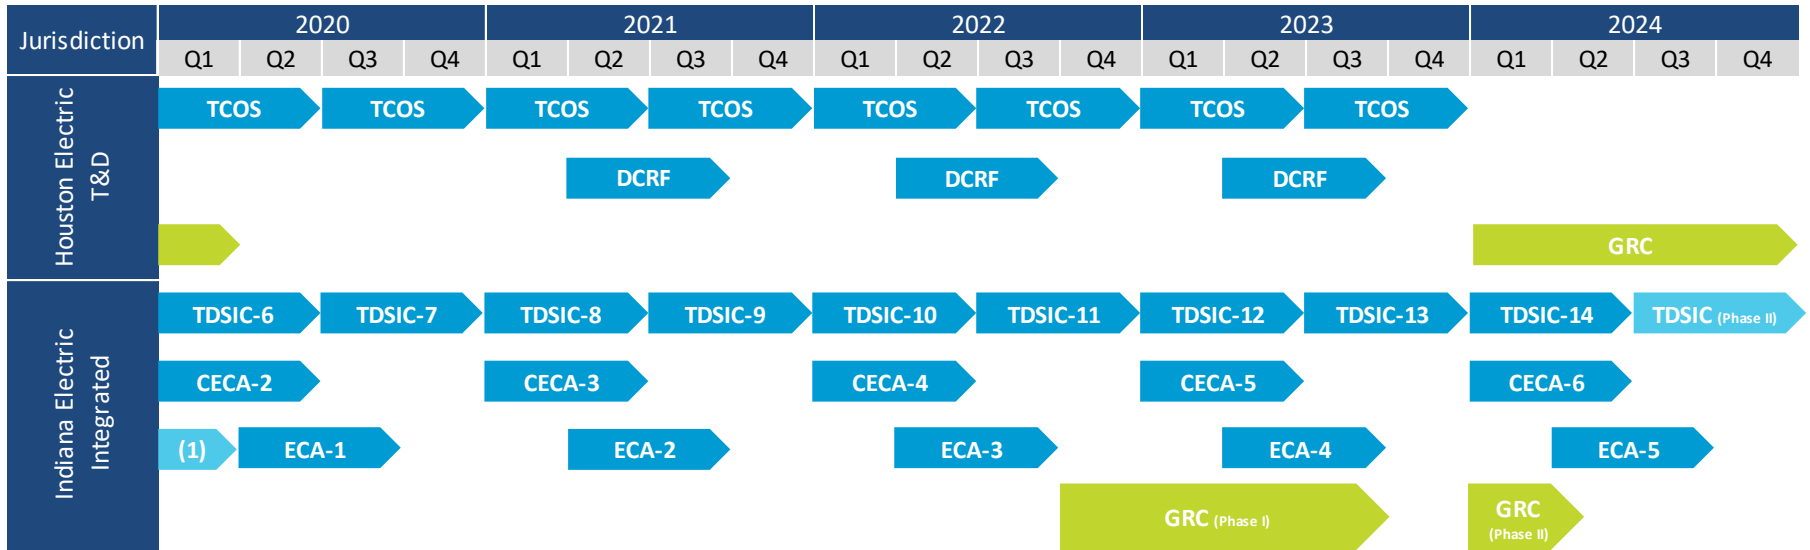 Jurisdiction
2020 2021 2022 2023 2024
Q1 Q2 Q3 Q4 Q1 Q2 Q3 Q4 Q1 Q2 Q3 Q4 Q1 Q2 Q3 Q4 Q1 Q2 Q3 Q4
Houston Electric
T&D
TCOS TCOS TCOS TCOS TCOS TCOS TCOS TCOS
DCRF DCRF DCRF
GRC
Indiana Electric
Integrated
TDSIC-6 TDSIC-7 TDSIC-8 TDSIC-9 TDSIC-10 TDSIC-11 TDSIC-12 TDSIC-13 TDSIC-14 TDSIC (Phase II)
CECA-2 CECA-3 CECA-4 CECA-5 CECA-6
(1) ECA-1 ECA-2 ECA-3 ECA-4 ECA-5
GRC (Phase I)
GRC
(Phase II)